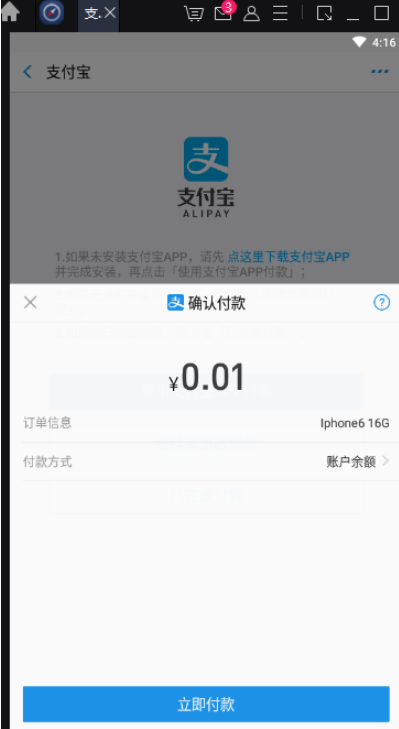 支.
3
4:16
支付宝
支
支付宝
ALIPAY
1.如果未安装支付宝APP，请先 点这里下载支付宝APP
并完成安装，再点击「使用支付宝APP付款」；
支 确认付款
?
¥0.01
订单信息 Iphone6 16G
付款方式 账户余额
立即付款